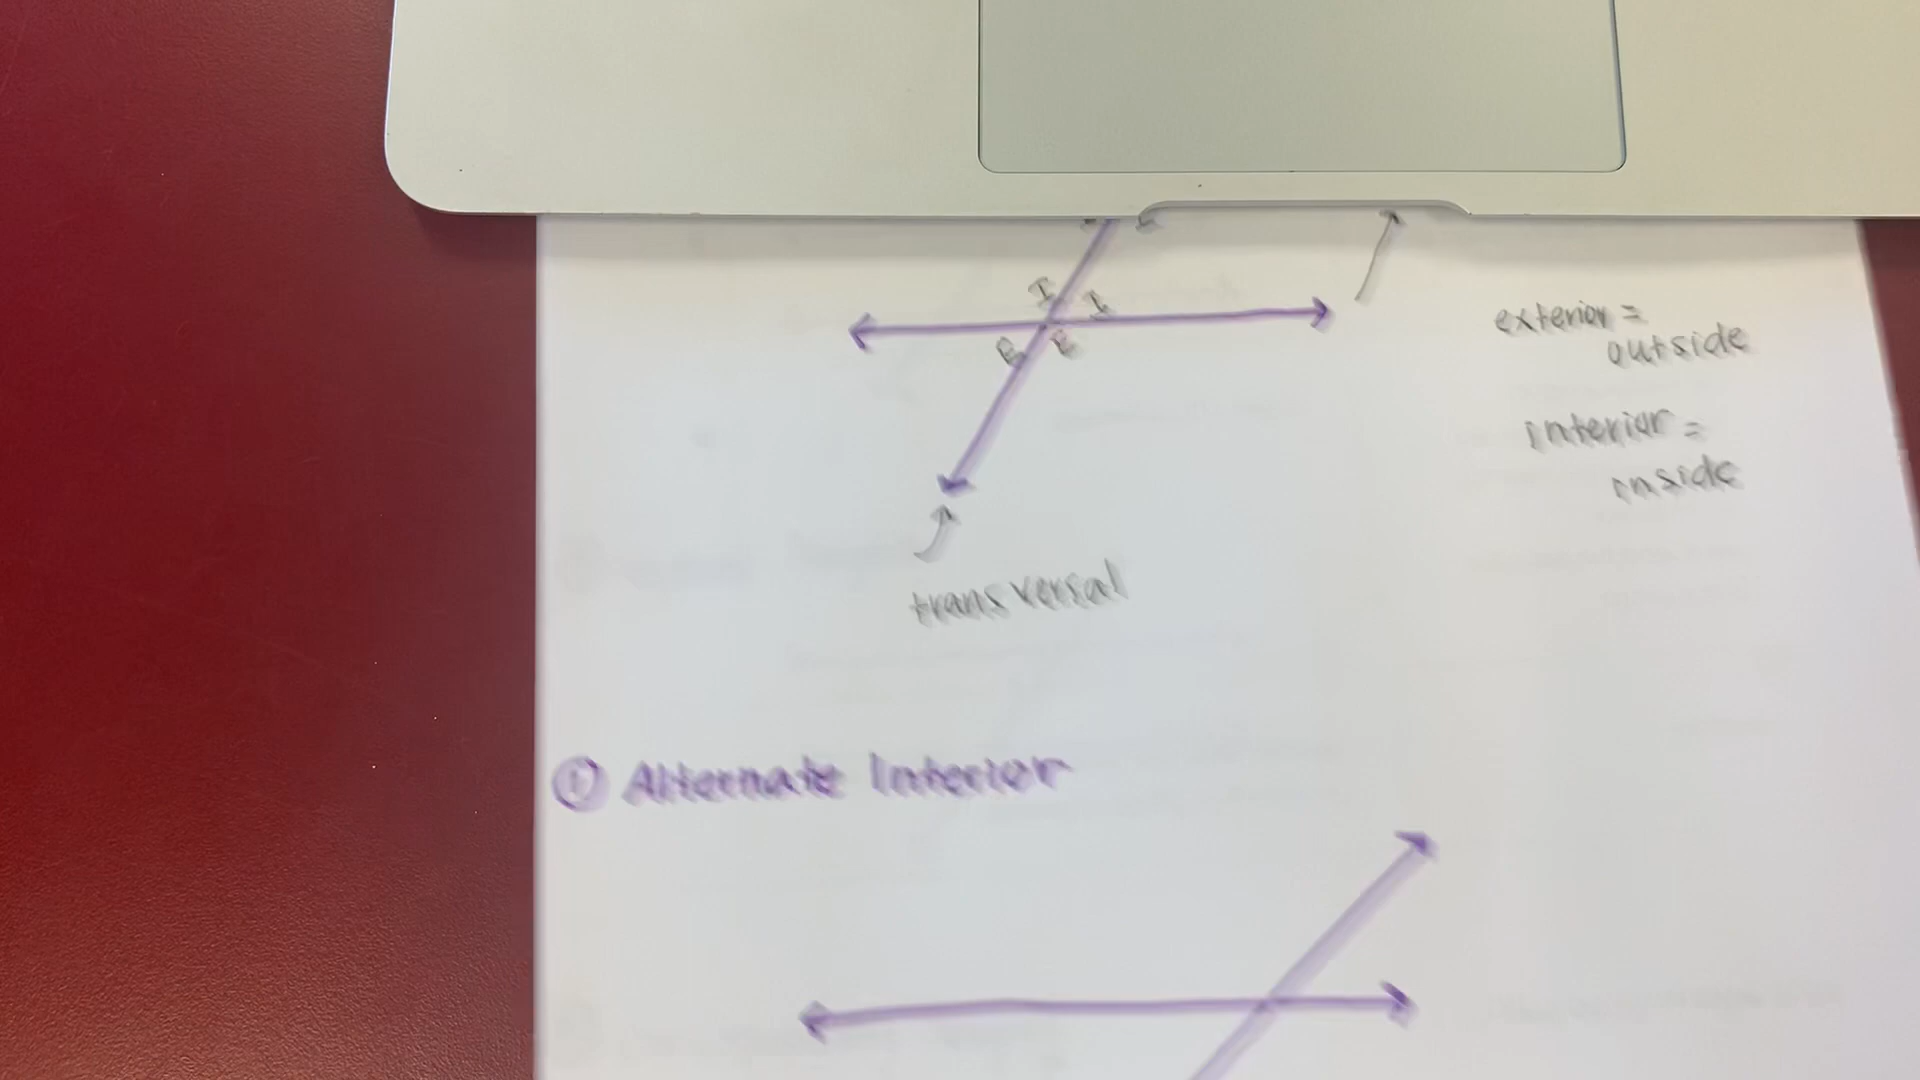 I I
E E
exterior =
outside
interior =
inside
transversal
① Alternate Interior